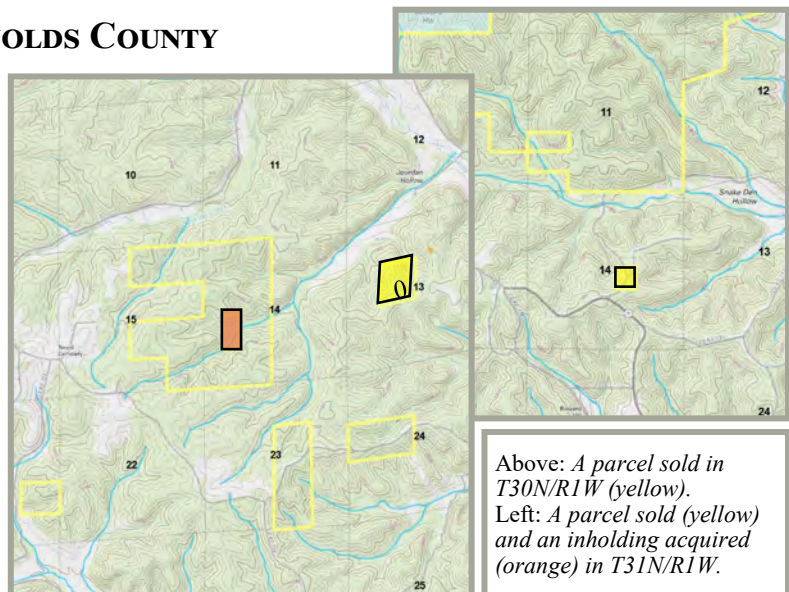 NOLDS COUNTY
12
11
10
Jourdan
Hollow
13
14
15
24
23
22
25
12
11
Snake Den
Hollow
13
14
24
Above: A parcel sold in
T30N/R1W (yellow).
Left: A parcel sold (yellow)
and an inholding acquired
(orange) in T31N/R1W.